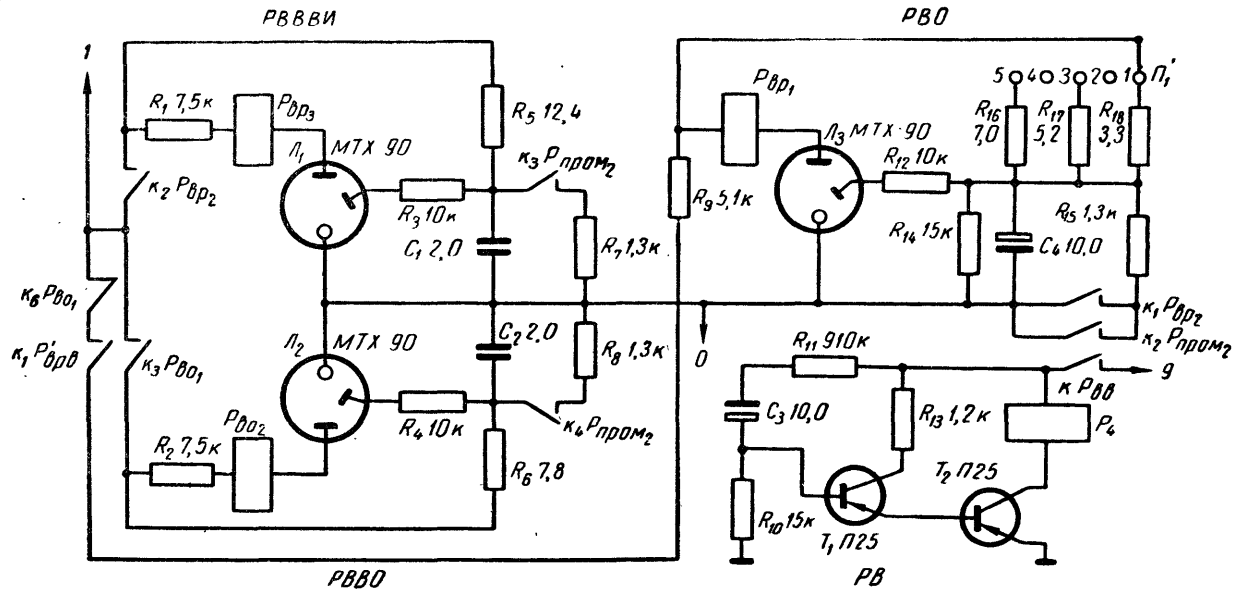 РВВВИ
РВО
1
5 4 3 2 1 П₁'
R₁ 7,5к
Рвр₃
R₅ 12,4
Рвр₁
R₁₆ 7,0
R₁₇ 5,2
R₁₈ 3,3
Л₁ МТХ 90
Л₃ МТХ 90
к₃ Рпром₂
R₁₂ 10к
к₂ Рвр₂
R₃ 10к
R₉ 5,1к
R₁₅ 1,3к
R₁₄ 15к
C₁ 2,0
R₇ 1,3к
C₄ 10,0
к₆ Рво₁
к₁ Рвр₂
C₂ 2,0
Л₂ МТХ 90
R₈ 1,3к
0
к₂ Рпром₂
к₁ Р'врв
к₃ Рво₁
R₁₁ 910к
9
к Рвв
C₃ 10,0
R₁₃ 1,2к
Р₄
Рво₂
R₄ 10к
к₄ Рпром₂
R₂ 7,5к
R₆ 7,8
T₂ П25
R₁₀ 15к
T₁ П25
РВВО
РВ